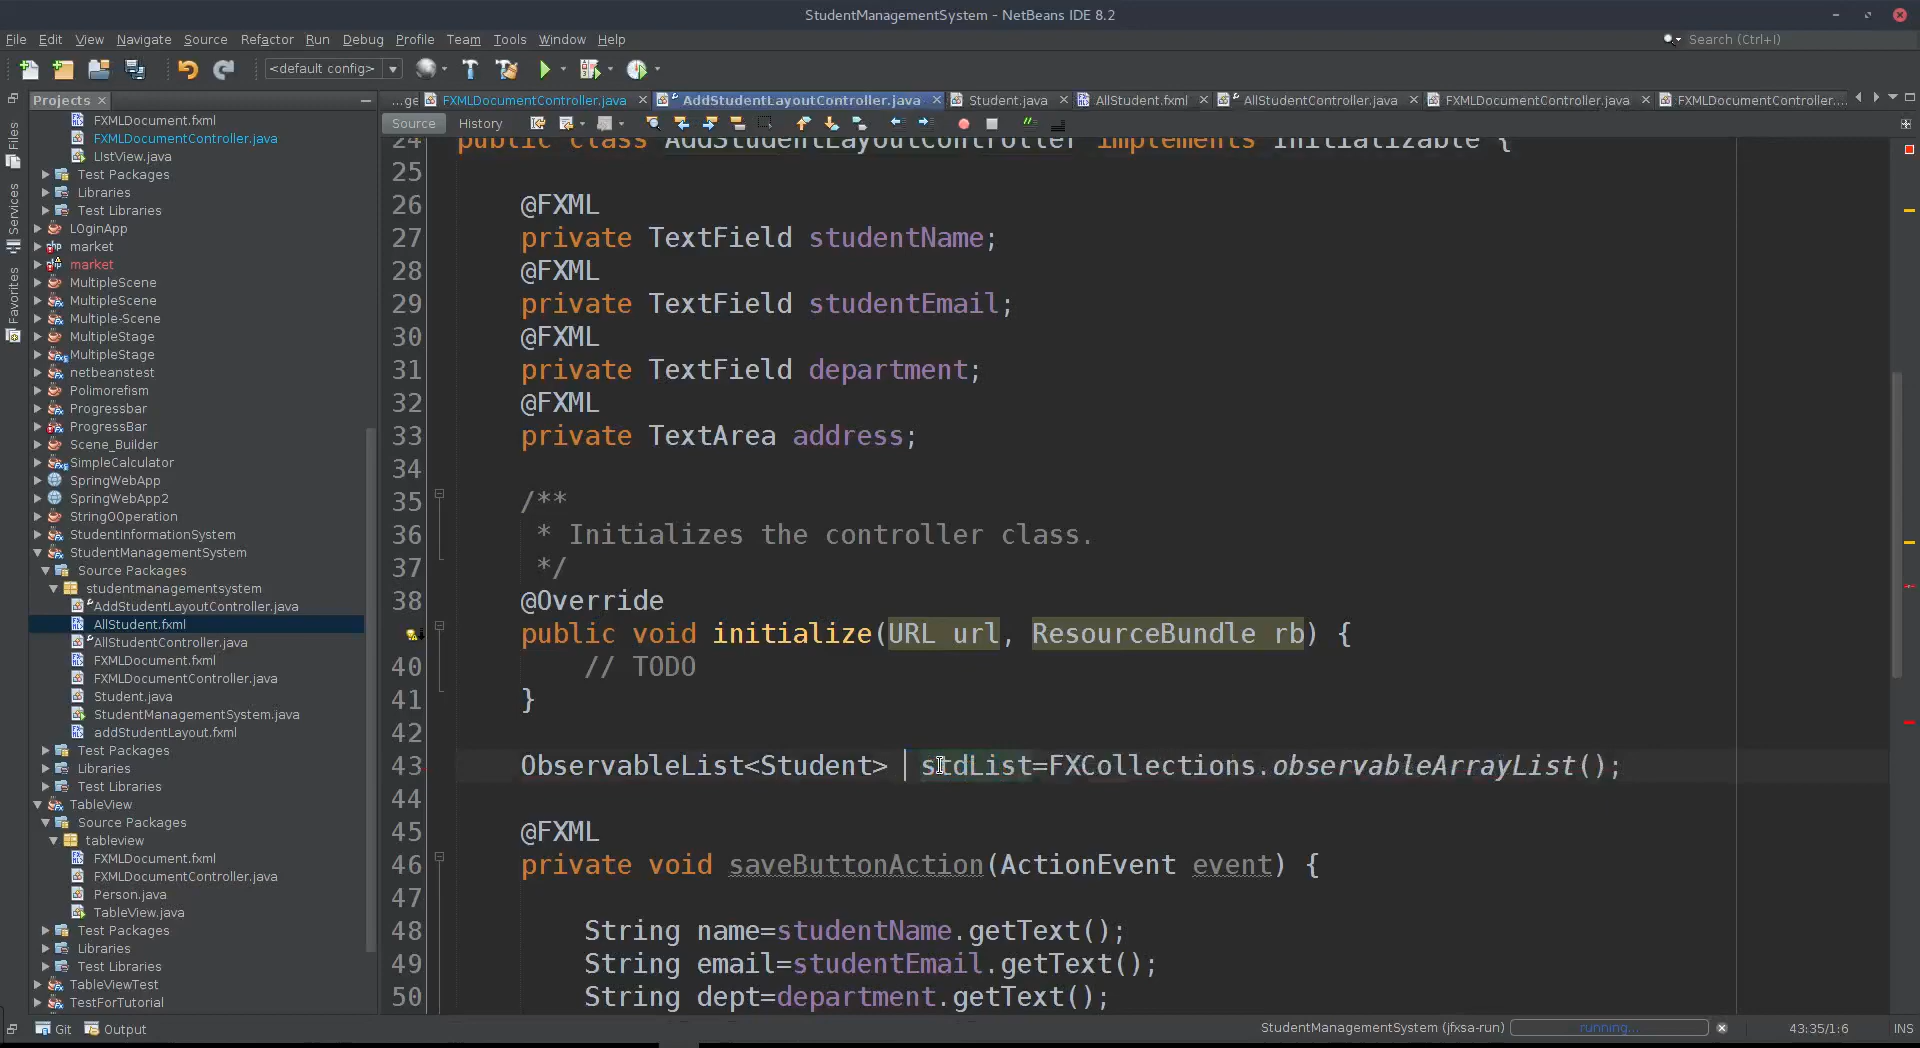 StudentManagementSystem - NetBeans IDE 8.2
File Edit View Navigate Source Refactor Run Debug Profile Team Tools Window Help
Search (Ctrl+I)
<default config>
Projects
...ge FXMLDocumentController.java AddStudentLayoutController.java Student.java AllStudent.fxml AllStudentController.java FXMLDocumentController.java FXMLDocumentController....
Source History
Files
Services
Favorites
FXMLDocument.fxml
FXMLDocumentController.java
ListView.java
Test Packages
Libraries
Test Libraries
LOginApp
market
market
MultipleScene
MultipleScene
Multiple-Scene
MultipleStage
MultipleStage
netbeanstest
Polimorefism
Progressbar
ProgressBar
Scene_Builder
SimpleCalculator
SpringWebApp
SpringWebApp2
StringOOperation
StudentInformationSystem
StudentManagementSystem
Source Packages
studentmanagementsystem
AddStudentLayoutController.java
AllStudent.fxml
AllStudentController.java
FXMLDocument.fxml
FXMLDocumentController.java
Student.java
StudentManagementSystem.java
addStudentLayout.fxml
Test Packages
Libraries
Test Libraries
TableView
Source Packages
tableview
FXMLDocument.fxml
FXMLDocumentController.java
Person.java
TableView.java
Test Packages
Libraries
Test Libraries
TableViewTest
TestForTutorial
24 public class AddStudentLayoutController implements Initializable {
25
26 @FXML
27 private TextField studentName;
28 @FXML
29 private TextField studentEmail;
30 @FXML
31 private TextField department;
32 @FXML
33 private TextArea address;
34
35 /**
36 * Initializes the controller class.
37 */
38 @Override
public void initialize(URL url, ResourceBundle rb) {
40 // TODO
41 }
42
43 ObservableList<Student> stdList=FXCollections.observableArrayList();
44
45 @FXML
46 private void saveButtonAction(ActionEvent event) {
47
48 String name=studentName.getText();
49 String email=studentEmail.getText();
50 String dept=department.getText();
Git Output
StudentManagementSystem (jfxsa-run) running... 43:35/1:6 INS